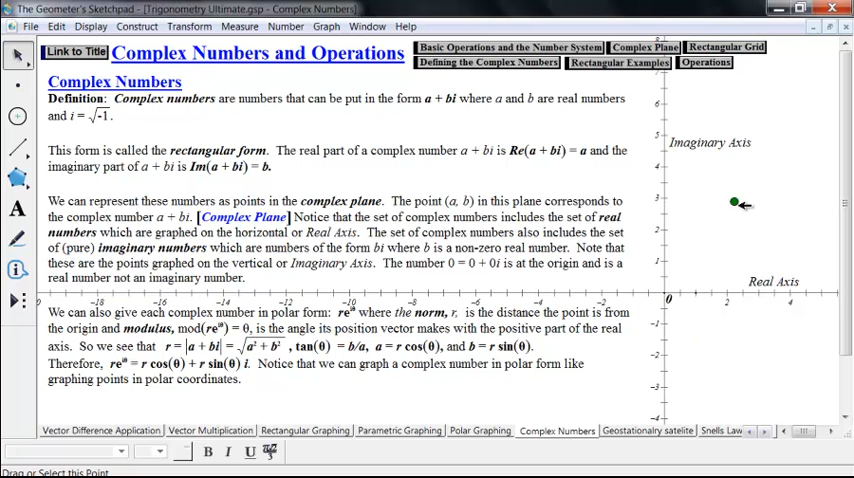 The Geometer's Sketchpad - [Trigonometry Ultimate.gsp - Complex Numbers]
File Edit Display Construct Transform Measure Number Graph Window Help
Link to Title
Complex Numbers and Operations
Basic Operations and the Number System Complex Plane Rectangular Grid
Defining the Complex Numbers Rectangular Examples Operations
Complex Numbers
Definition: Complex numbers are numbers that can be put in the form a + bi where a and b are real numbers
and i = √-1.
This form is called the rectangular form. The real part of a complex number a + bi is Re(a + bi) = a and the
imaginary part of a + bi is Im(a + bi) = b.
We can represent these numbers as points in the complex plane. The point (a, b) in this plane corresponds to
the complex number a + bi. [Complex Plane] Notice that the set of complex numbers includes the set of real
numbers which are graphed on the horizontal or Real Axis. The set of complex numbers also includes the set
of (pure) imaginary numbers which are numbers of the form bi where b is a non-zero real number. Note that
these are the points graphed on the vertical or Imaginary Axis. The number 0 = 0 + 0i is at the origin and is a
real number not an imaginary number.
-20 -18 -16 -14 -12 -10 -8 -6 -4 -2 0 2 4
We can also give each complex number in polar form: re^iθ where the norm, r, is the distance the point is from
the origin and modulus, mod(re^iθ) = θ, is the angle its position vector makes with the positive part of the real
axis. So we see that r = |a + bi| = √a² + b² , tan(θ) = b/a, a = r cos(θ), and b = r sin(θ).
Therefore, re^iθ = r cos(θ) + r sin(θ) i. Notice that we can graph a complex number in polar form like
graphing points in polar coordinates.
8
6
5
Imaginary Axis
4
3
2
1
Real Axis
-1
-2
-3
-4
Vector Difference Application Vector Multiplication Rectangular Graphing Parametric Graphing Polar Graphing Complex Numbers Geostationalry satelite Snells Law
B I U
Drag or Select this Point